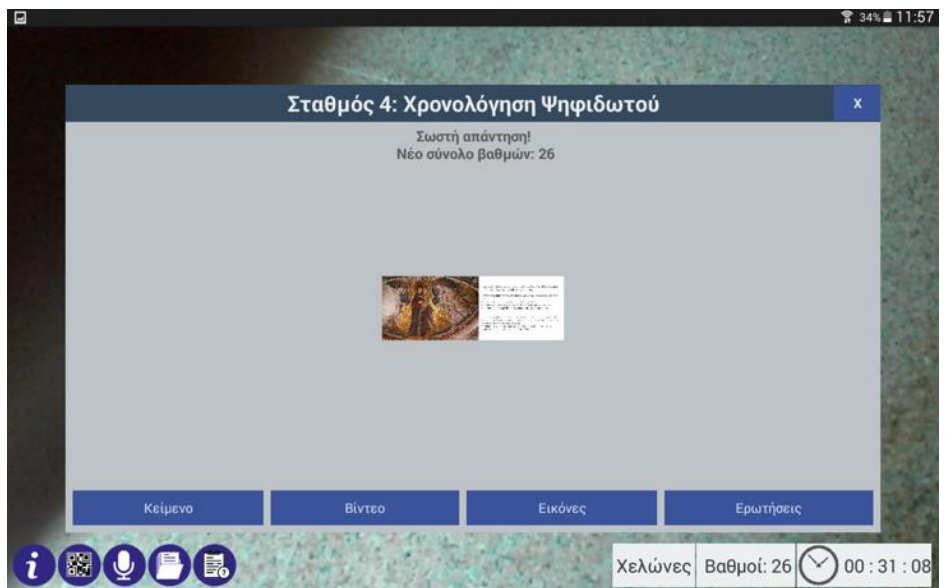 34% 11:57
Σταθμός 4: Χρονολόγηση Ψηφιδωτού
x
Σωστή απάντηση!
Νέο σύνολο βαθμών: 26
Κείμενο
Βίντεο
Εικόνες
Ερωτήσεις
Χελώνες Βαθμοί: 26 00 : 31 : 08